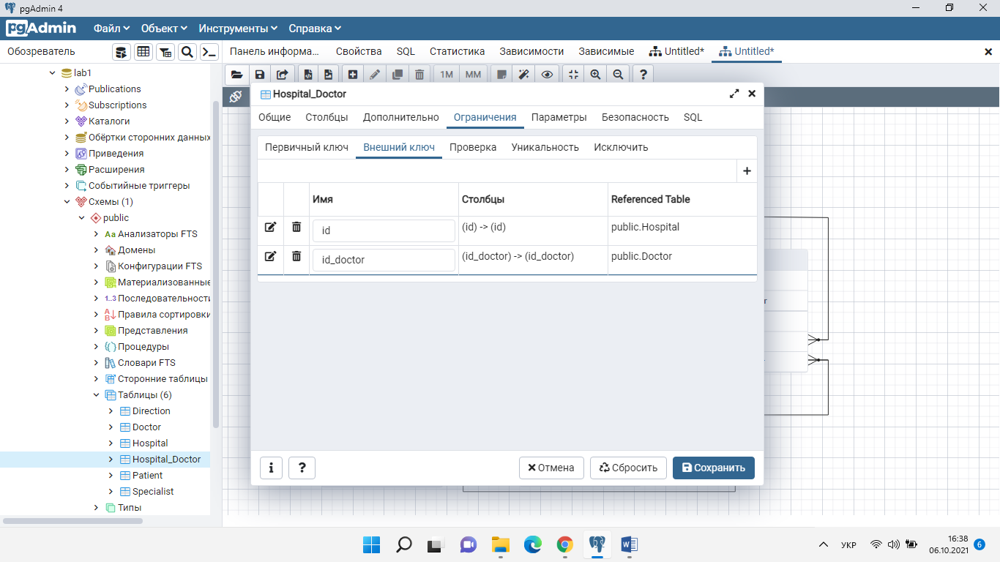 pgAdmin 4
pgAdmin Файл Объект Инструменты Справка
Обозреватель
Панель информа... Свойства SQL Статистика Зависимости Зависимые Untitled* Untitled*
1M MM ?
lab1
Publications
Subscriptions
Каталоги
Обёртки сторонних данных
Приведения
Расширения
Событийные триггеры
Схемы (1)
public
Анализаторы FTS
Домены
Конфигурации FTS
Материализованные
1..3 Последовательности
Правила сортировки
Представления
Процедуры
Словари FTS
Сторонние таблицы
Таблицы (6)
Direction
Doctor
Hospital
Hospital_Doctor
Patient
Specialist
Типы
Hospital_Doctor
Общие Столбцы Дополнительно Ограничения Параметры Безопасность SQL
Первичный ключ Внешний ключ Проверка Уникальность Исключить
Имя Столбцы Referenced Table
id (id) -> (id) public.Hospital
id_doctor (id_doctor) -> (id_doctor) public.Doctor
r
i ? Отмена Сбросить Сохранить
УКР 16:38
06.10.2021 6